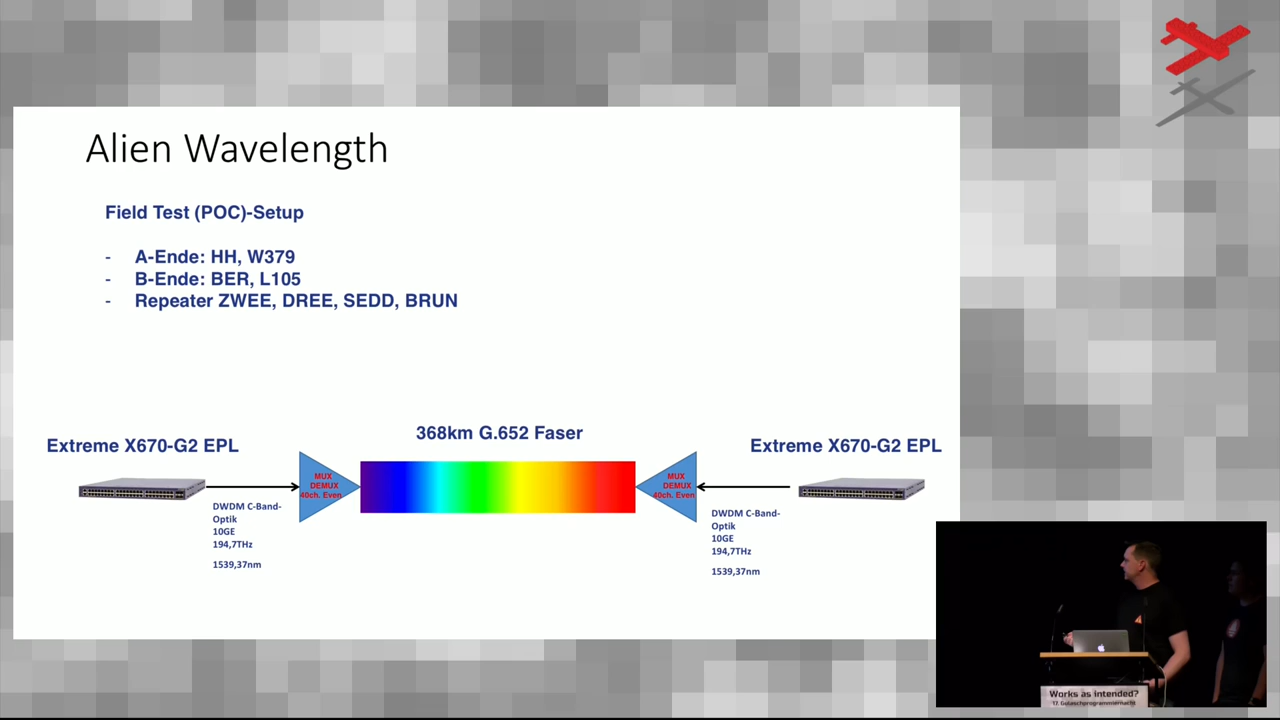 Alien Wavelength
Field Test (POC)-Setup
- A-Ende: HH, W379
- B-Ende: BER, L105
- Repeater ZWEE, DREE, SEDD, BRUN
368km G.652 Faser
Extreme X670-G2 EPL
Extreme X670-G2 EPL
MUX
DEMUX
40ch. Even
MUX
DEMUX
40ch. Even
DWDM C-Band-
Optik
10GE
194,7THz
1539,37nm
DWDM C-Band-
Optik
10GE
194,7THz
1539,37nm
Works as intended?
17. Gulaschprogrammiernacht